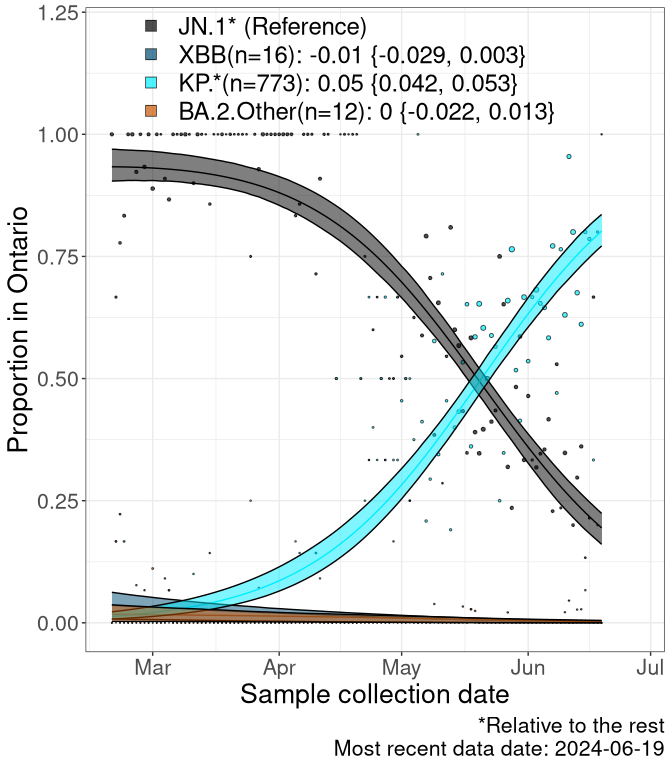 1.25
JN.1* (Reference)
XBB(n=16): -0.01 {-0.029, 0.003}
KP.*(n=773): 0.05 {0.042, 0.053}
BA.2.Other(n=12): 0 {-0.022, 0.013}
1.00
0.75
0.50
0.25
0.00
Proportion in Ontario
Mar Apr May Jun Jul
Sample collection date
*Relative to the rest
Most recent data date: 2024-06-19